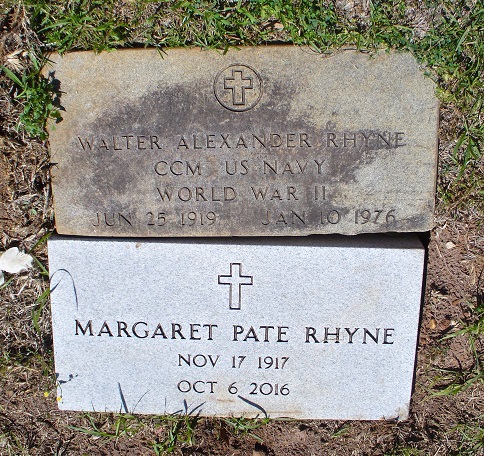 WALTER ALEXANDER RHYNE
CCM US NAVY
WORLD WAR II
JUN 25 1919 JAN 10 1976
MARGARET PATE RHYNE
NOV 17 1917
OCT 6 2016